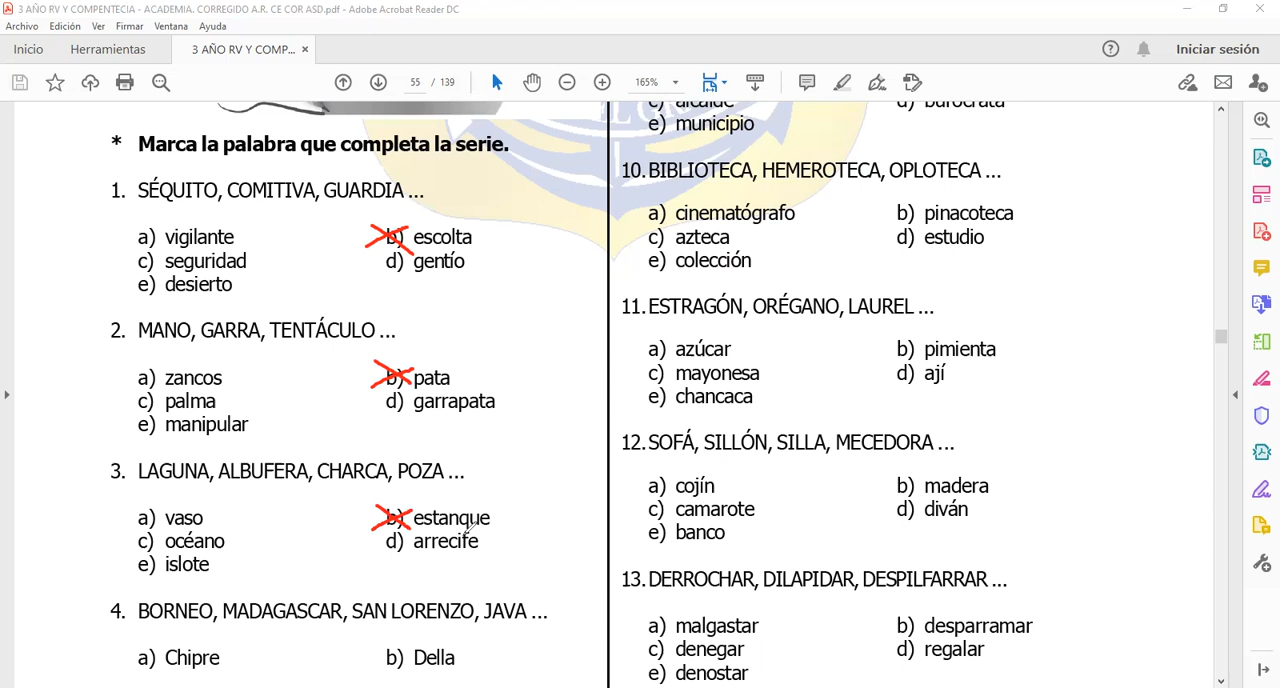 3 AÑO RV Y COMPENTECIA - ACADEMIA. CORREGIDO A.R. CE COR ASD.pdf - Adobe Acrobat Reader DC
Archivo Edición Ver Firmar Ventana Ayuda
Inicio Herramientas 3 AÑO RV Y COMP... × Iniciar sesión
55 / 139 165%
* Marca la palabra que completa la serie.
1. SÉQUITO, COMITIVA, GUARDIA ...
a) vigilante b) escolta
c) seguridad d) gentío
e) desierto
2. MANO, GARRA, TENTÁCULO ...
a) zancos b) pata
c) palma d) garrapata
e) manipular
3. LAGUNA, ALBUFERA, CHARCA, POZA ...
a) vaso b) estanque
c) océano d) arrecife
e) islote
4. BORNEO, MADAGASCAR, SAN LORENZO, JAVA ...
a) Chipre b) Della
c) alcalde d) burócrata
e) municipio
10. BIBLIOTECA, HEMEROTECA, OPLOTECA ...
a) cinematógrafo b) pinacoteca
c) azteca d) estudio
e) colección
11. ESTRAGÓN, ORÉGANO, LAUREL ...
a) azúcar b) pimienta
c) mayonesa d) ají
e) chancaca
12. SOFÁ, SILLÓN, SILLA, MECEDORA ...
a) cojín b) madera
c) camarote d) diván
e) banco
13. DERROCHAR, DILAPIDAR, DESPILFARRAR ...
a) malgastar b) desparramar
c) denegar d) regalar
e) denostar